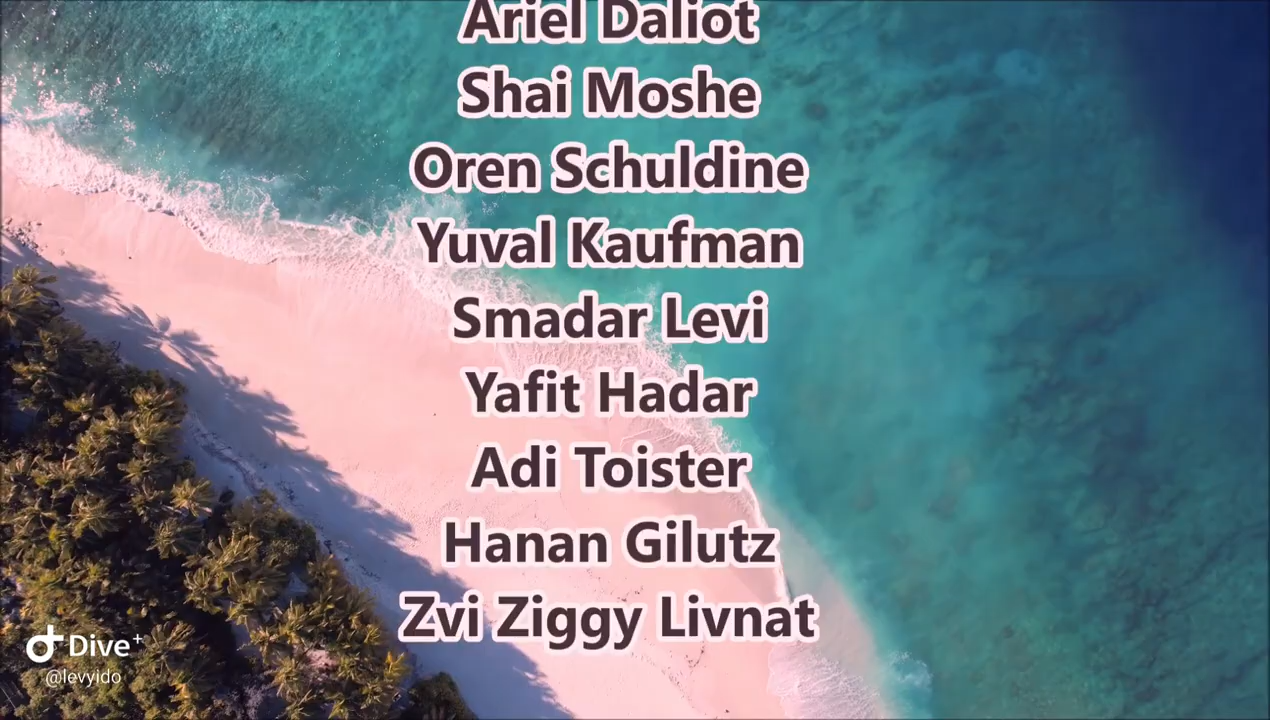 Ariel Daliot
Shai Moshe
Oren Schuldine
Yuval Kaufman
Smadar Levi
Yafit Hadar
Adi Toister
Hanan Gilutz
Zvi Ziggy Livnat
Dive+
@levyido